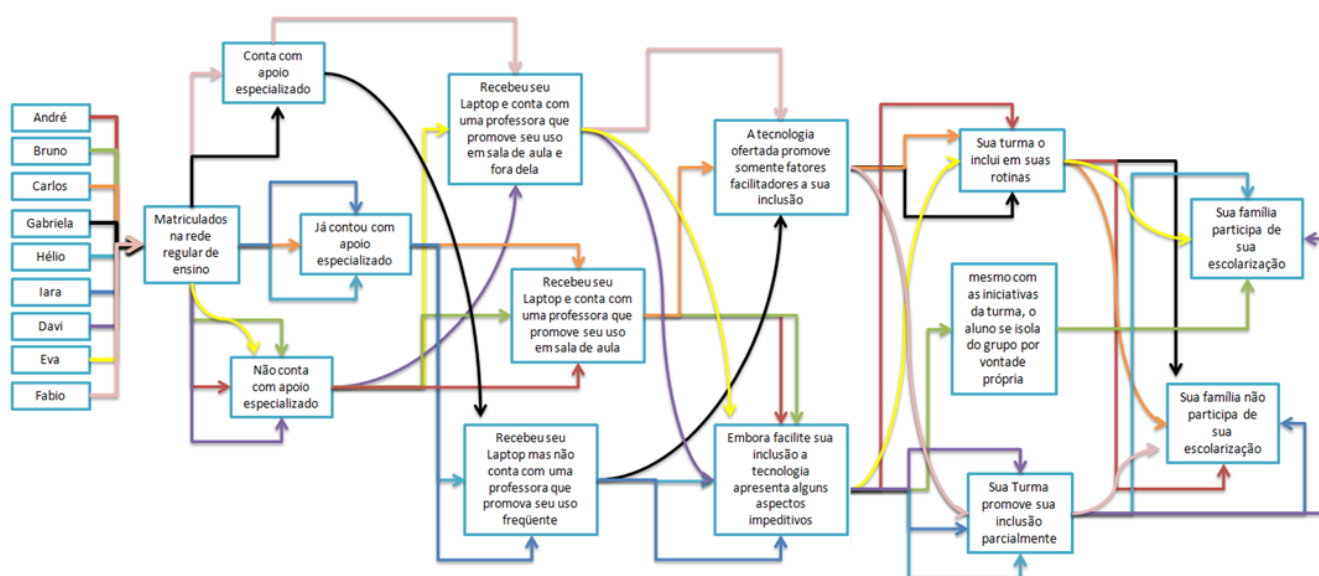 André
Bruno
Carlos
Gabriela
Hélio
Iara
Davi
Eva
Fabio
Matriculados
na rede
regular de
ensino
Conta com
apoio
especializado
Já contou com
apoio
especializado
Não conta
com apoio
especializado
Recebeu seu
Laptop e conta com
uma professora que
promove seu uso
em sala de aula e
fora dela
Recebeu seu
Laptop e conta com
uma professora que
promove seu uso
em sala de aula
Recebeu seu
Laptop mas não
conta com uma
professora que
promova seu uso
freqüente
A tecnologia
ofertada promove
somente fatores
facilitadores a sua
inclusão
Embora facilite sua
inclusão a
tecnologia
apresenta alguns
aspectos
impeditivos
Sua turma o
inclui em suas
rotinas
mesmo com
as iniciativas
da turma, o
aluno se isola
do grupo por
vontade
própria
Sua Turma
promove sua
inclusão
parcialmente
Sua família
participa de
sua
escolarização
Sua família não
participa de
sua
escolarização